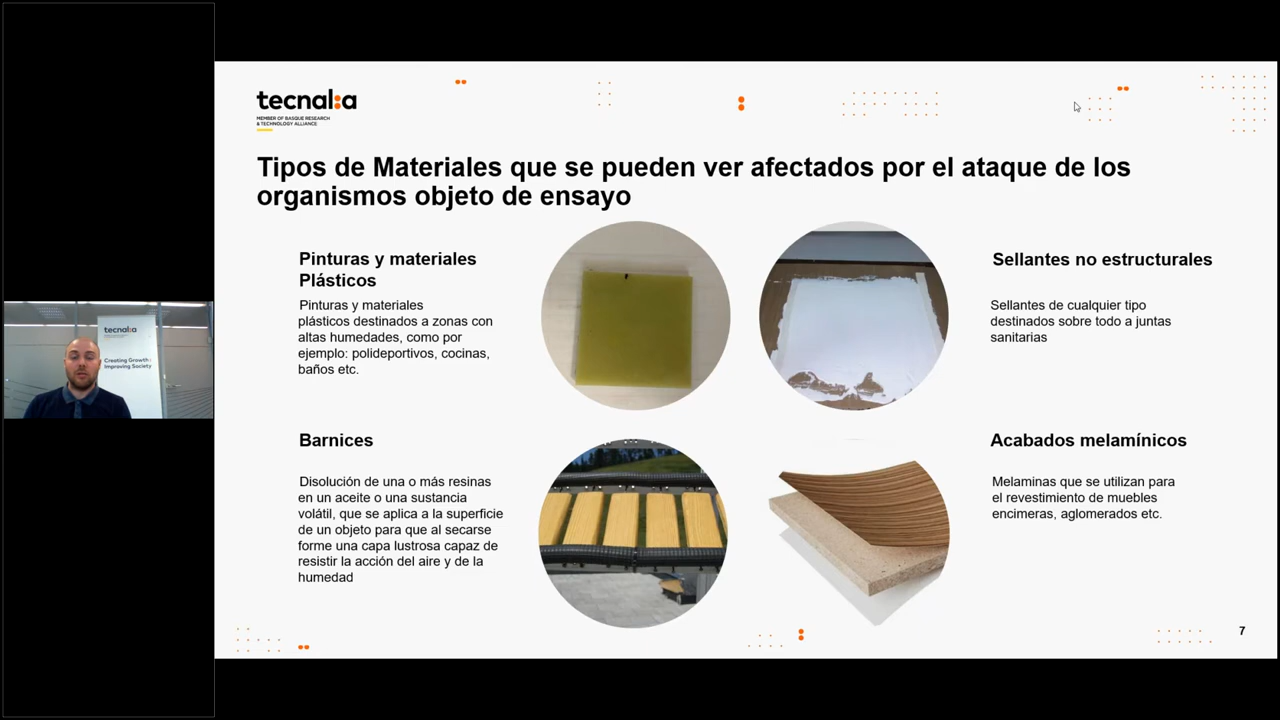 tecnal:a
MEMBER OF BASQUE RESEARCH
& TECHNOLOGY ALLIANCE
Tipos de Materiales que se pueden ver afectados por el ataque de los
organismos objeto de ensayo
Pinturas y materiales
Plásticos
Pinturas y materiales
plásticos destinados a zonas con
altas humedades, como por
ejemplo: polideportivos, cocinas,
baños etc.
Sellantes no estructurales
Sellantes de cualquier tipo
destinados sobre todo a juntas
sanitarias
Barnices
Disolución de una o más resinas
en un aceite o una sustancia
volátil, que se aplica a la superficie
de un objeto para que al secarse
forme una capa lustrosa capaz de
resistir la acción del aire y de la
humedad
Acabados melamínicos
Melaminas que se utilizan para
el revestimiento de muebles
encimeras, aglomerados etc.
7
tecnal:a
Creating Growth
Improving Society